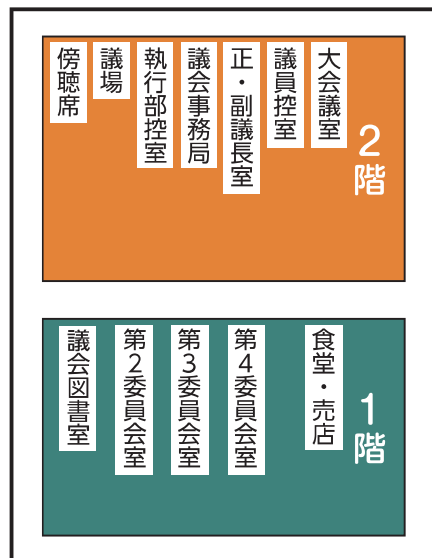 2階
大会議室
議員控室
正・副議長室
議会事務局
執行部控室
議場
傍聴席
1階
食堂・売店
第4委員会室
第3委員会室
第2委員会室
議会図書室